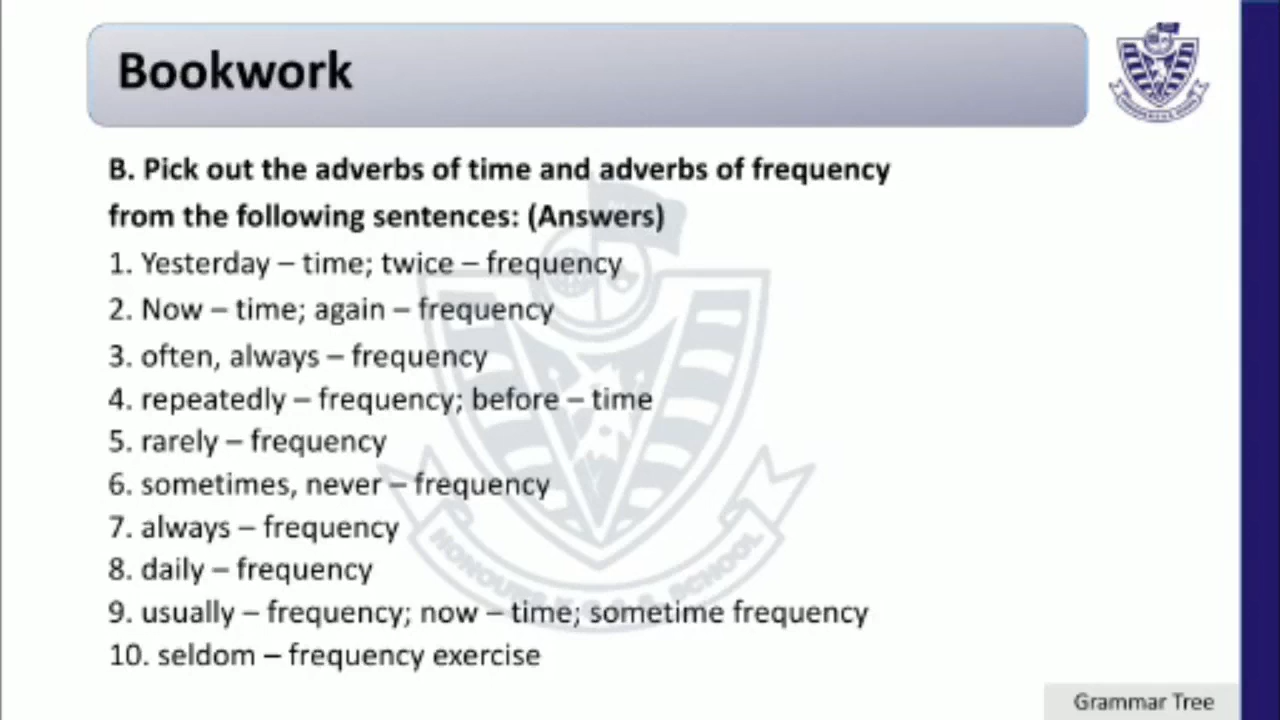 Bookwork
B. Pick out the adverbs of time and adverbs of frequency
from the following sentences: (Answers)
1. Yesterday – time; twice – frequency
2. Now – time; again – frequency
3. often, always – frequency
4. repeatedly – frequency; before – time
5. rarely – frequency
6. sometimes, never – frequency
7. always – frequency
8. daily – frequency
9. usually – frequency; now – time; sometime frequency
10. seldom – frequency exercise
Grammar Tree